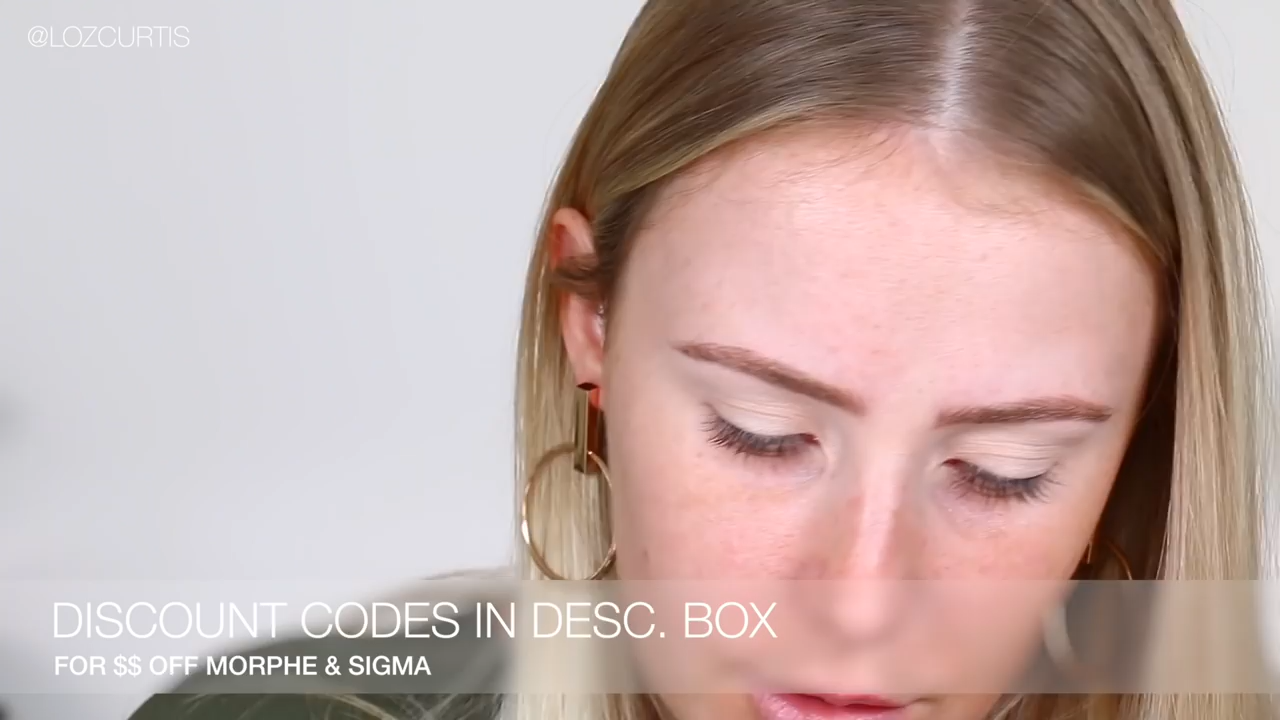 @LOZCURTIS
DISCOUNT CODES IN DESC. BOX
FOR $$ OFF MORPHE & SIGMA